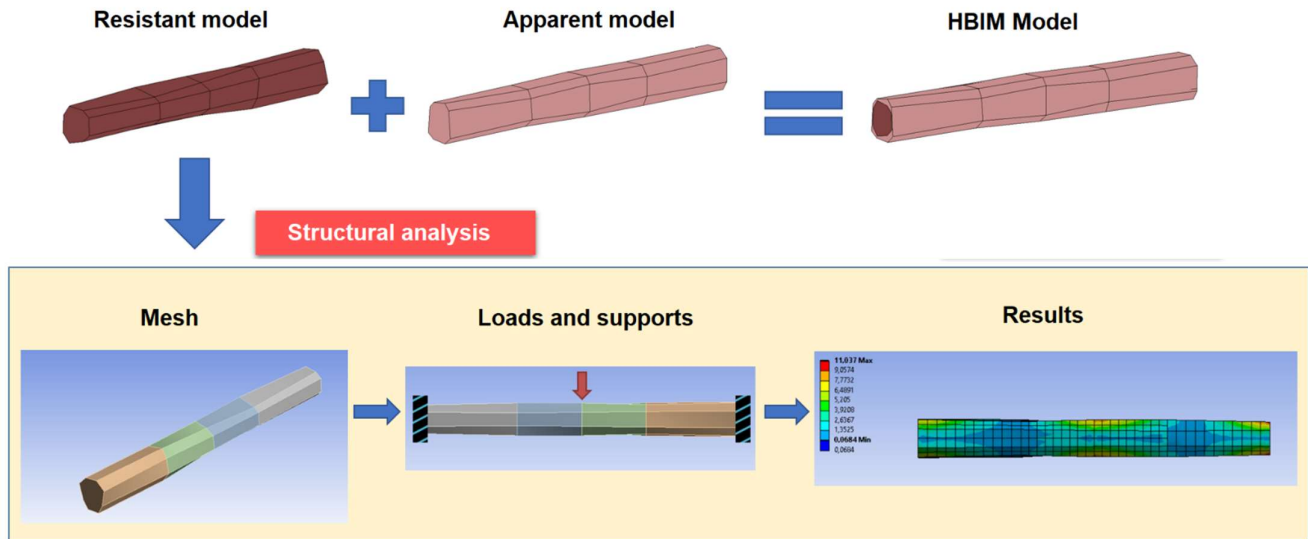 Resistant model
Apparent model
HBIM Model
Structural analysis
Mesh
Loads and supports
Results
11,037 Max
9,0574
7,7732
6,4891
5,205
3,9208
2,6367
1,3525
0,0684 Min
0,0684